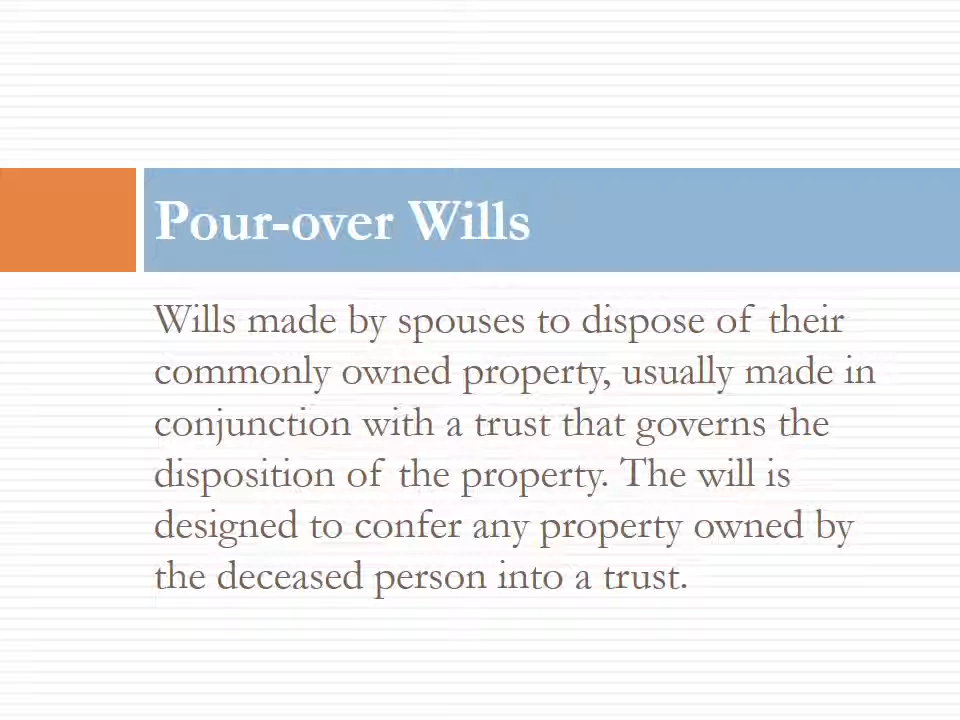 Pour-over Wills
Wills made by spouses to dispose of their
commonly owned property, usually made in
conjunction with a trust that governs the
disposition of the property. The will is
designed to confer any property owned by
the deceased person into a trust.